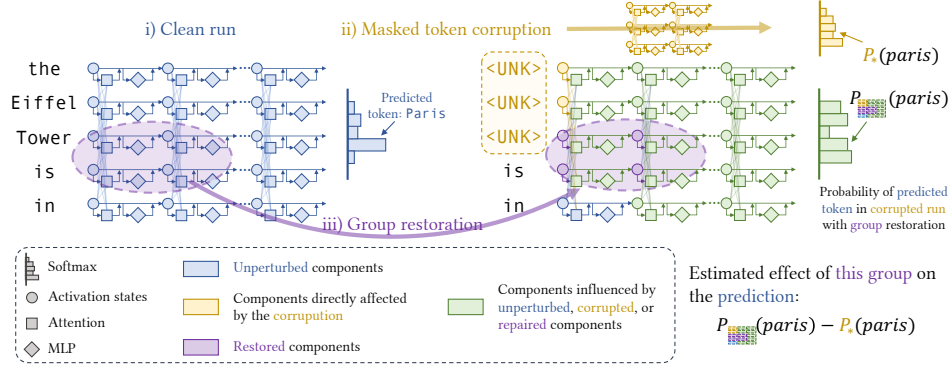 i) Clean run
ii) Masked token corruption
the
Eiffel
Tower
is
in
Predicted
token: Paris
<UNK>
<UNK>
<UNK>
is
in
P*(paris)
P(paris)
Probability of predicted
token in corrupted run
with group restoration
iii) Group restoration
Softmax
Activation states
Attention
MLP
Unperturbed components
Components directly affected
by the corrupution
Restored components
Components influenced by
unperturbed, corrupted, or
repaired components
Estimated effect of this group on
the prediction:
P(paris) − P*(paris)